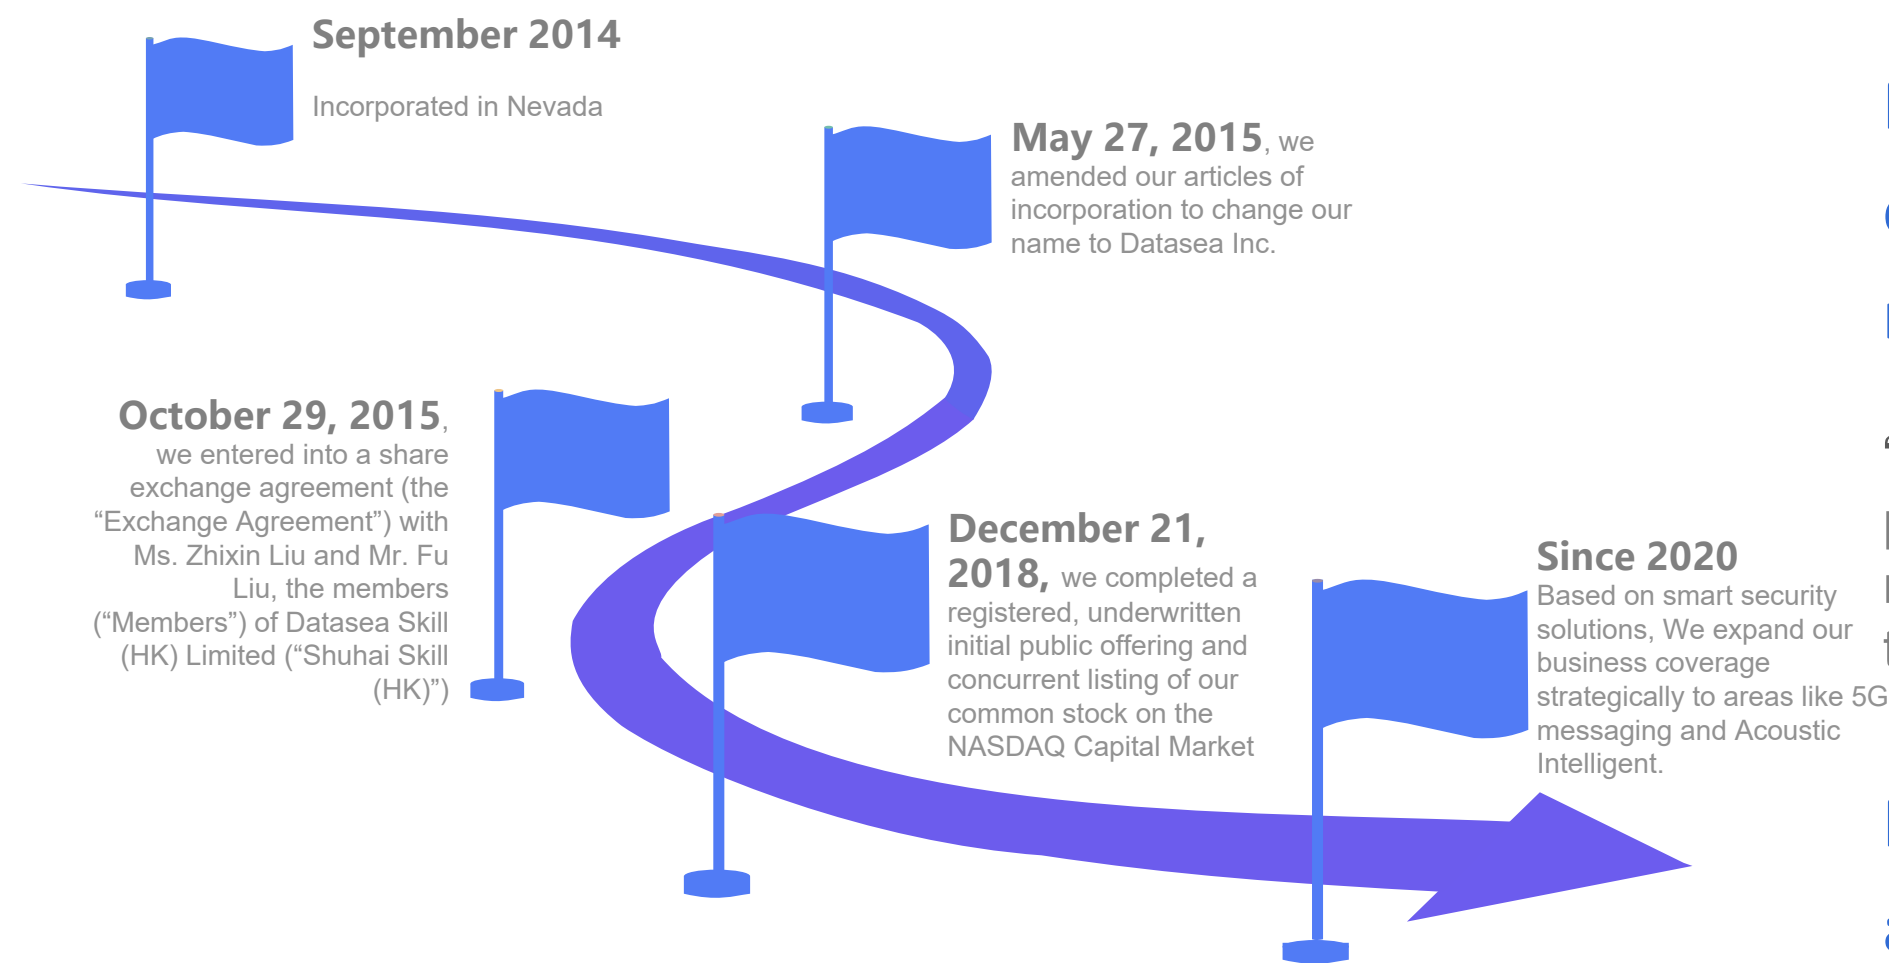 September 2014
Incorporated in Nevada
May 27, 2015, we
amended our articles of
incorporation to change our
name to Datasea Inc.
October 29, 2015,
we entered into a share
exchange agreement (the
“Exchange Agreement”) with
Ms. Zhixin Liu and Mr. Fu
Liu, the members
(“Members”) of Datasea Skill
(HK) Limited (“Shuhai Skill
(HK)”)
December 21,
2018, we completed a
registered, underwritten
initial public offering and
concurrent listing of our
common stock on the
NASDAQ Capital Market
Since 2020
Based on smart security
solutions, We expand our
business coverage
strategically to areas like 5G
messaging and Acoustic
Intelligent.